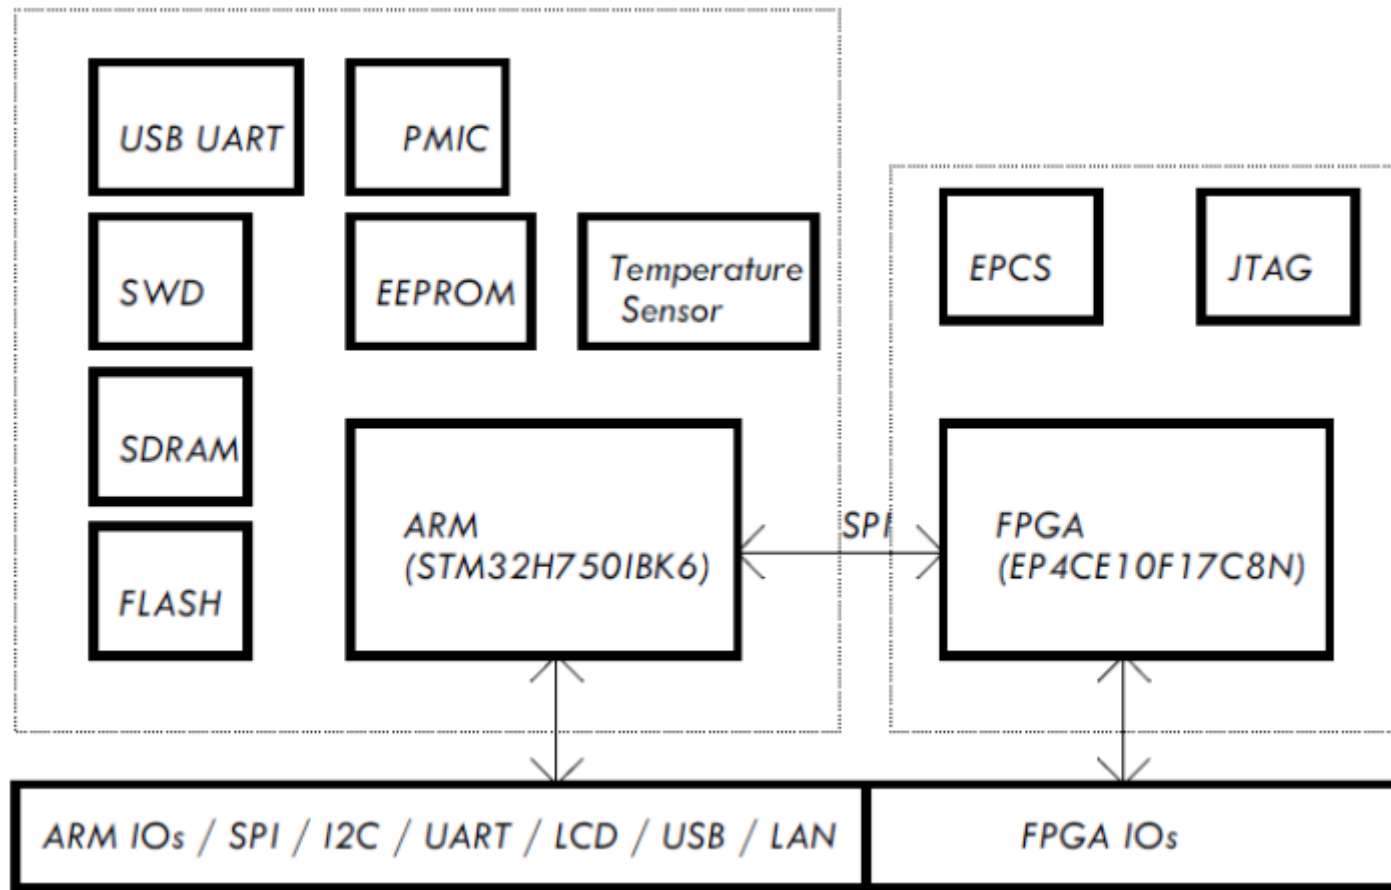 USB UART
PMIC
SWD
EEPROM
Temperature
Sensor
EPCS
JTAG
SDRAM
FLASH
ARM
(STM32H750IBK6)
SPI
FPGA
(EP4CE10F17C8N)
ARM IOs / SPI / I2C / UART / LCD / USB / LAN
FPGA IOs